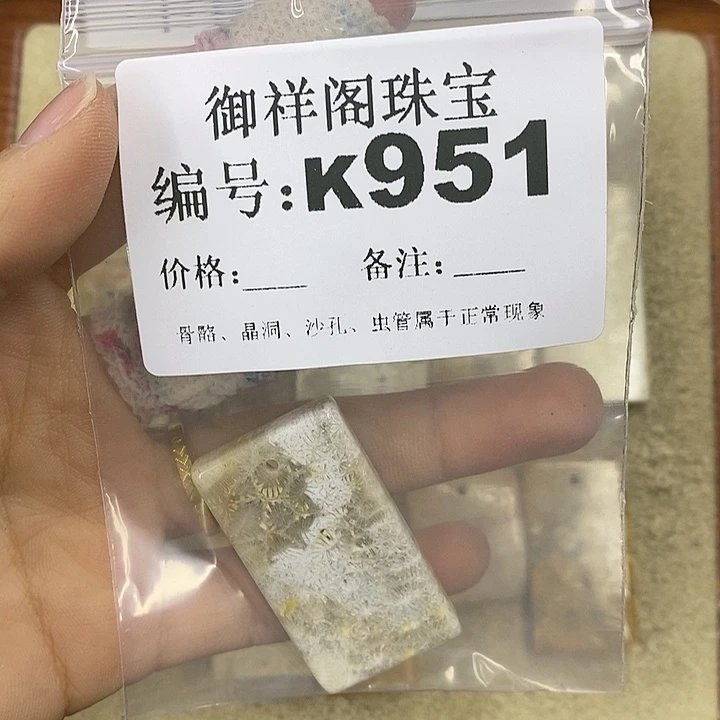 御祥阁珠宝
编号:K951
价格:____ 备注:____
骨骼、晶洞、沙孔、虫管属于正常现象